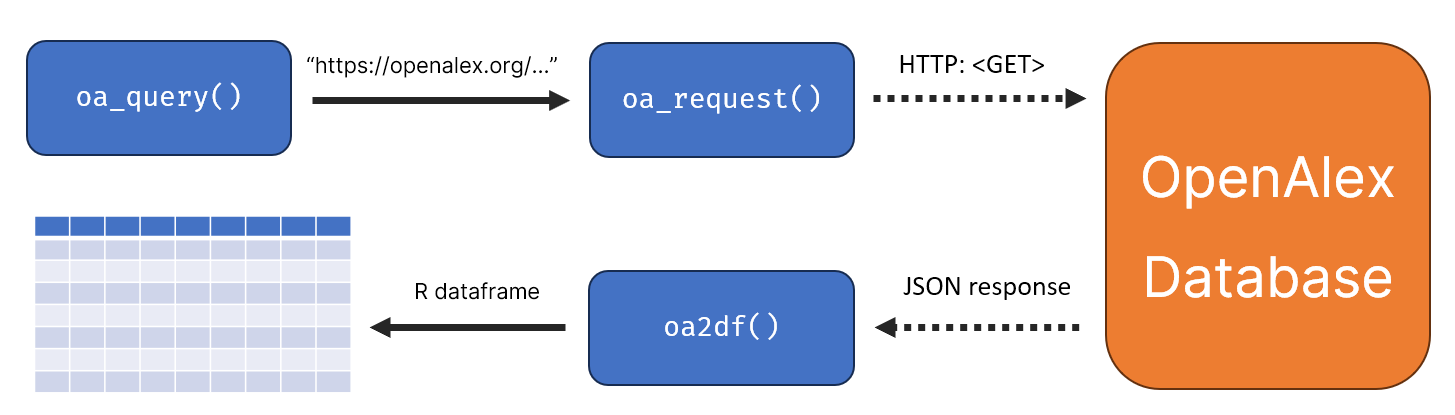 oa_query()
“https://openalex.org/...”
oa_request()
HTTP: <GET>
OpenAlex
Database
R dataframe
oa2df()
JSON response